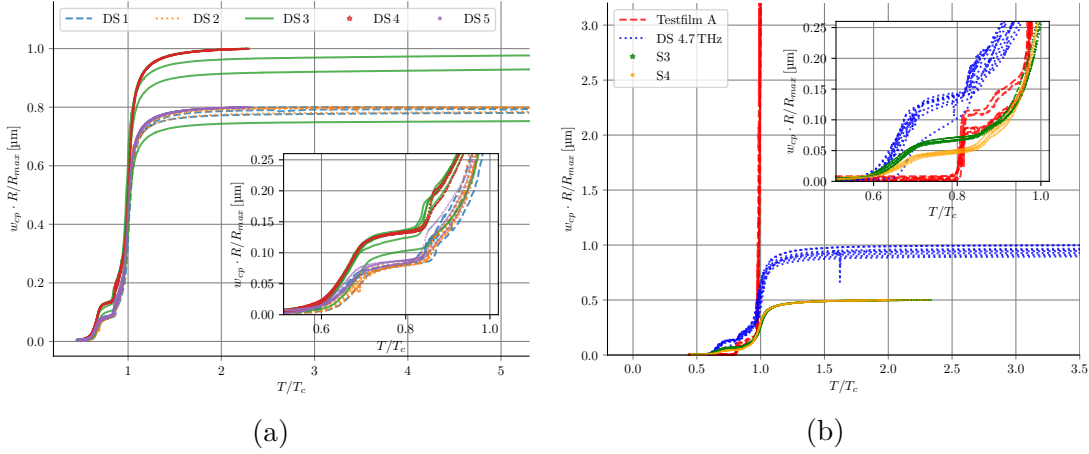 DS 1 DS 2 DS 3 DS 4 DS 5
w_cp · R/R_max [µm]
1.0
0.8
0.6
0.4
0.2
0.0
1 2 3 4 5
T/T_c
w_cp · R/R_max [µm]
0.25
0.20
0.15
0.10
0.05
0.00
0.6 0.8 1.0
T/T_c
(a)
Testfilm A
DS 4.7 THz
S3
S4
w_cp · R/R_max [µm]
3.0
2.5
2.0
1.5
1.0
0.5
0.0
0.0 0.5 1.0 1.5 2.0 2.5 3.0 3.5
T/T_c
w_cp · R/R_max [µm]
0.25
0.20
0.15
0.10
0.05
0.00
0.6 0.8 1.0
T/T_c
(b)